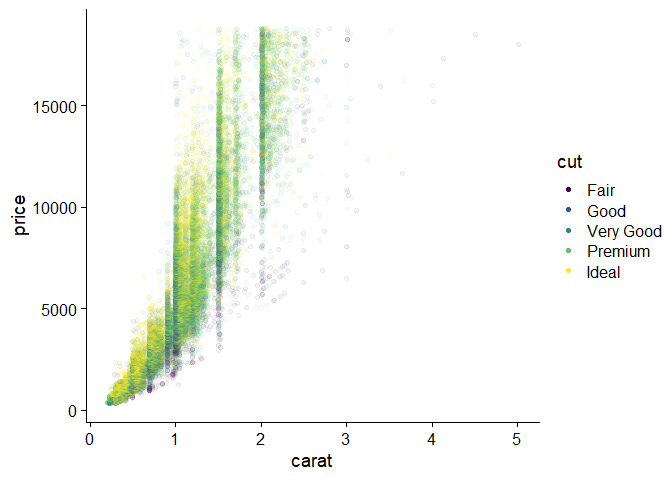 15000
10000
5000
0
price
0
1
2
3
4
5
carat
cut
Fair
Good
Very Good
Premium
Ideal